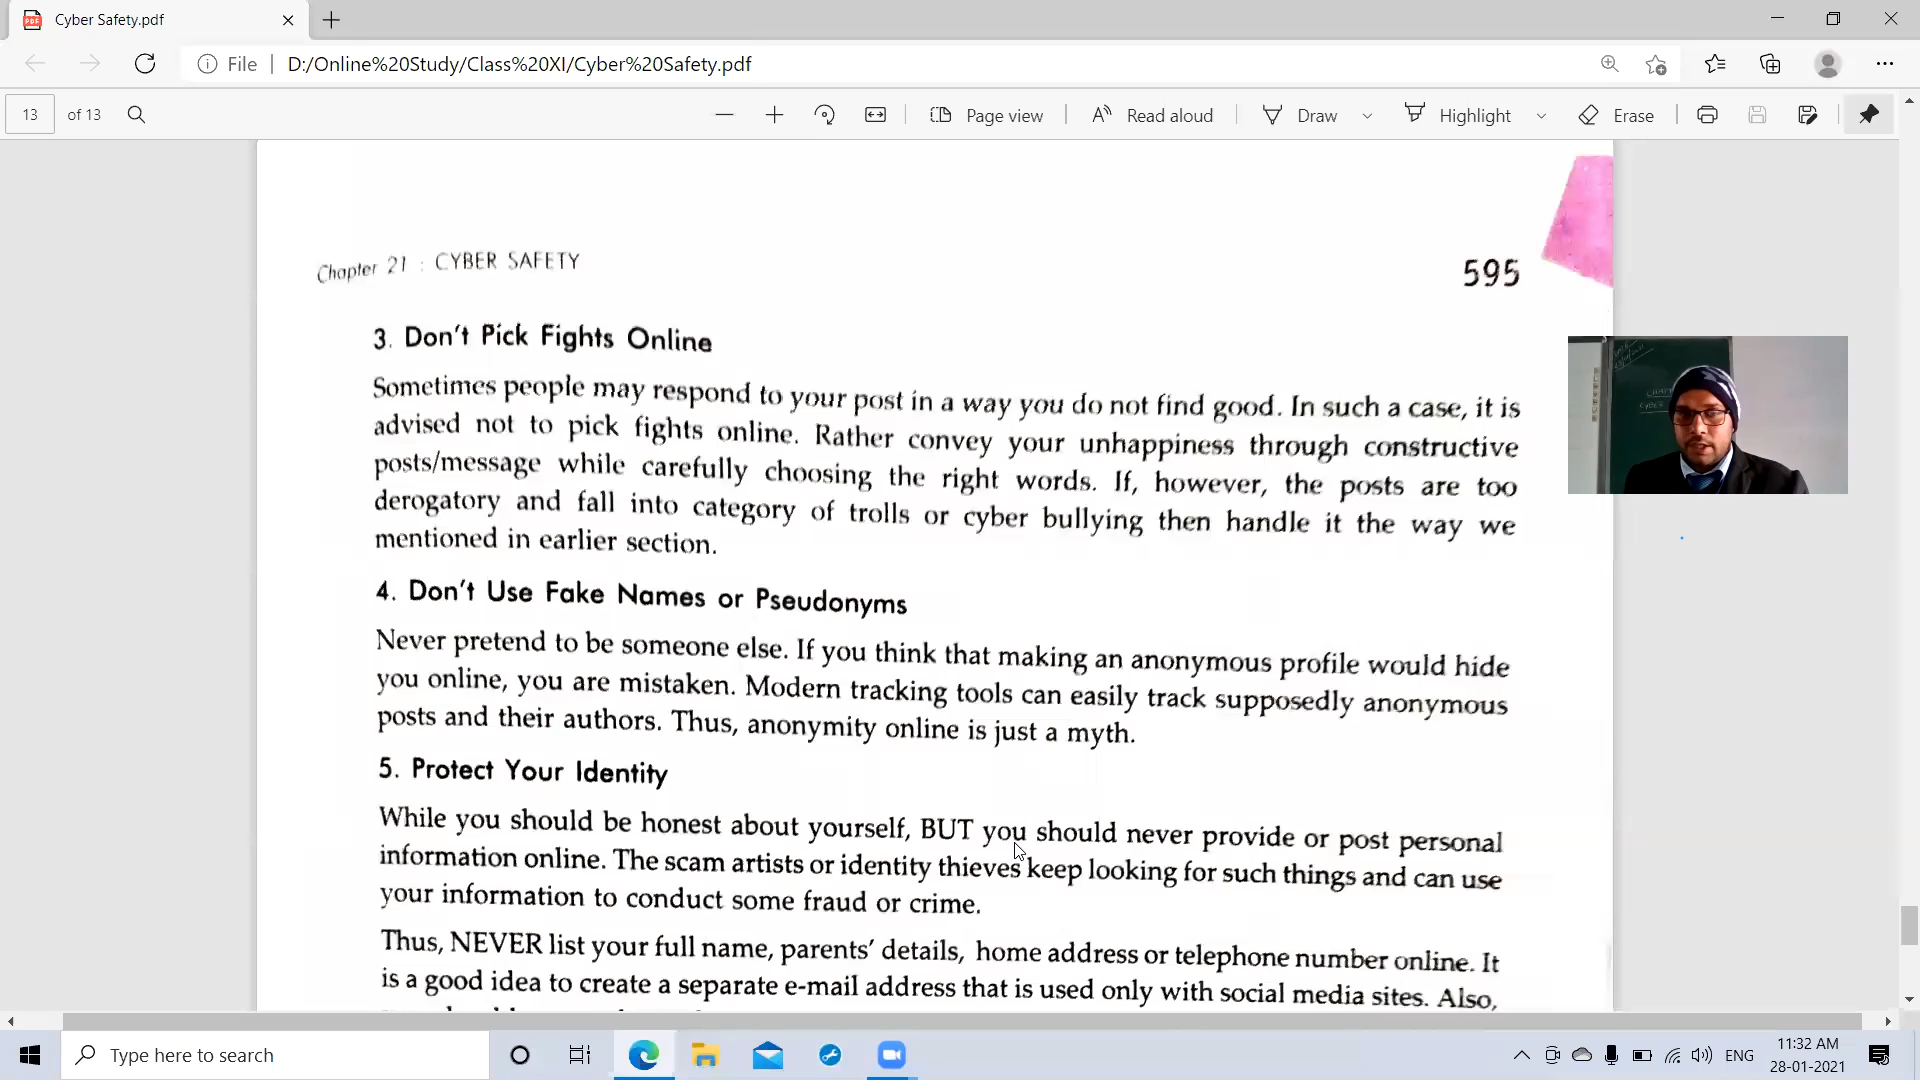 Cyber Safety.pdf
File D:/Online%20Study/Class%20XI/Cyber%20Safety.pdf
13 of 13 Page view Read aloud Draw Highlight Erase
Chapter 21 : CYBER SAFETY 595
3. Don't Pick Fights Online
Sometimes people may respond to your post in a way you do not find good. In such a case, it is
advised not to pick fights online. Rather convey your unhappiness through constructive
posts/message while carefully choosing the right words. If, however, the posts are too
derogatory and fall into category of trolls or cyber bullying then handle it the way we
mentioned in earlier section.
4. Don't Use Fake Names or Pseudonyms
Never pretend to be someone else. If you think that making an anonymous profile would hide
you online, you are mistaken. Modern tracking tools can easily track supposedly anonymous
posts and their authors. Thus, anonymity online is just a myth.
5. Protect Your Identity
While you should be honest about yourself, BUT you should never provide or post personal
information online. The scam artists or identity thieves keep looking for such things and can use
your information to conduct some fraud or crime.
Thus, NEVER list your full name, parents' details, home address or telephone number online. It
is a good idea to create a separate e-mail address that is used only with social media sites. Also,
Type here to search
ENG
11:32 AM
28-01-2021